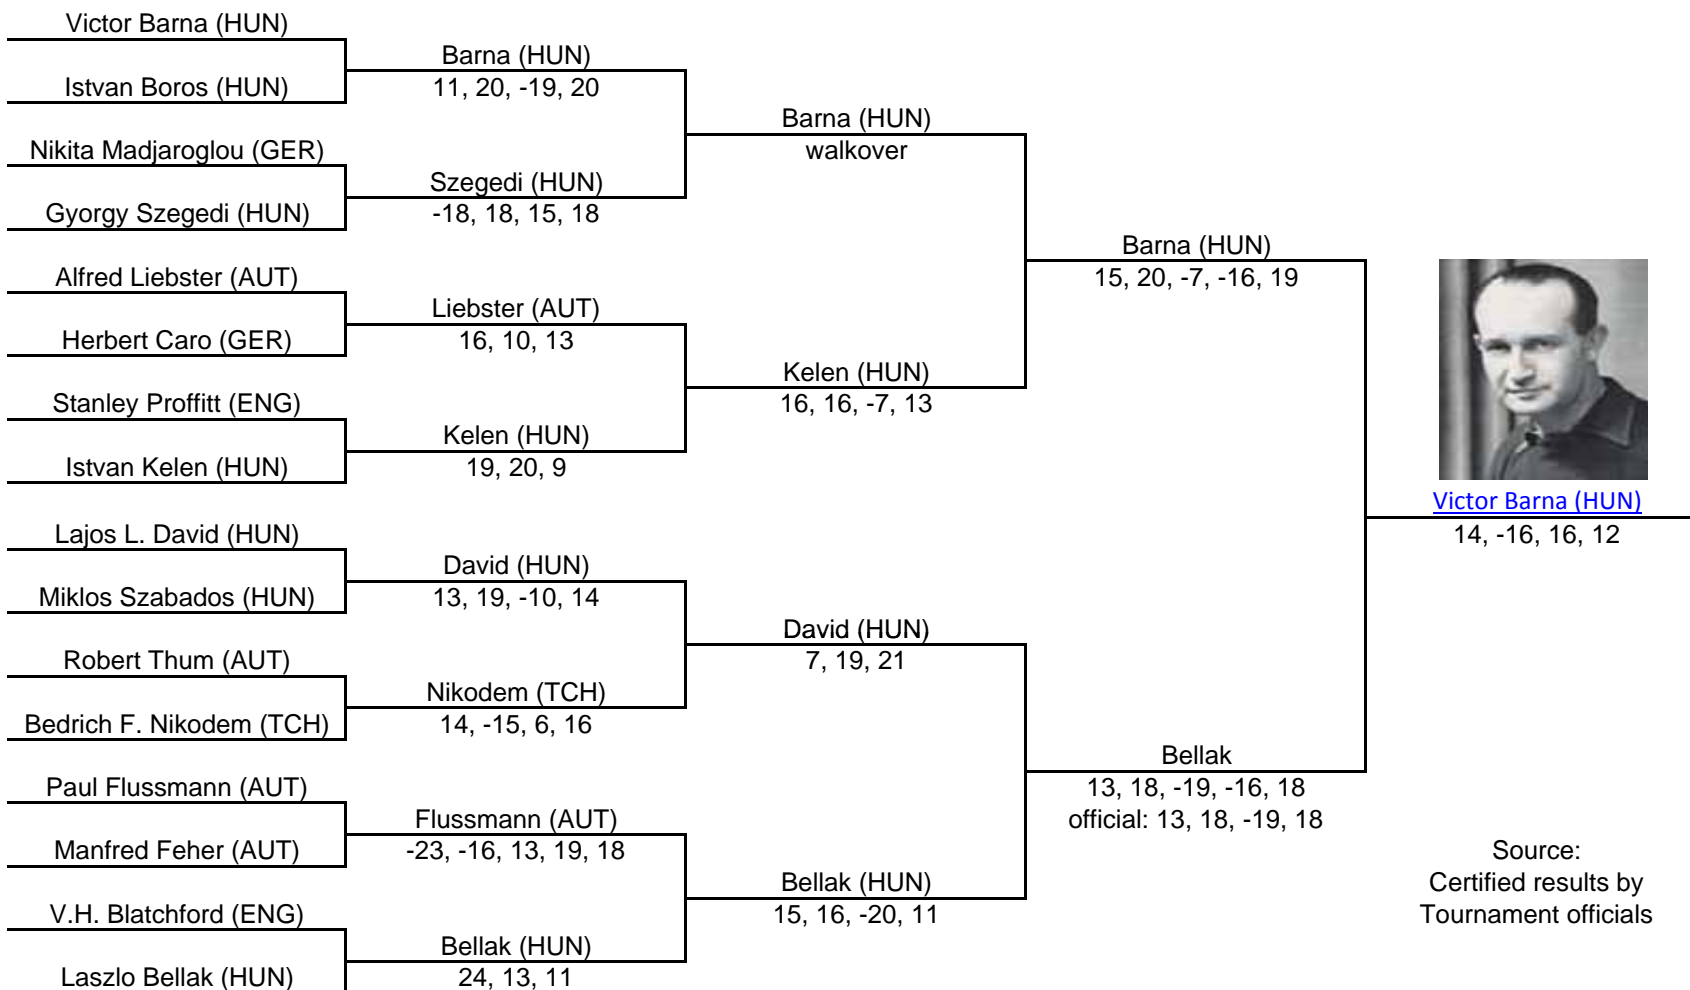 Victor Barna (HUN)
Istvan Boros (HUN)
Nikita Madjaroglou (GER)
Gyorgy Szegedi (HUN)
Alfred Liebster (AUT)
Herbert Caro (GER)
Stanley Proffitt (ENG)
Istvan Kelen (HUN)
Lajos L. David (HUN)
Miklos Szabados (HUN)
Robert Thum (AUT)
Bedrich F. Nikodem (TCH)
Paul Flussmann (AUT)
Manfred Feher (AUT)
V.H. Blatchford (ENG)
Laszlo Bellak (HUN)
Barna (HUN)
11, 20, -19, 20
Szegedi (HUN)
-18, 18, 15, 18
Liebster (AUT)
16, 10, 13
Kelen (HUN)
19, 20, 9
David (HUN)
13, 19, -10, 14
Nikodem (TCH)
14, -15, 6, 16
Flussmann (AUT)
-23, -16, 13, 19, 18
Bellak (HUN)
24, 13, 11
Barna (HUN)
walkover
Kelen (HUN)
16, 16, -7, 13
David (HUN)
7, 19, 21
Bellak (HUN)
15, 16, -20, 11
Barna (HUN)
15, 20, -7, -16, 19
Bellak
13, 18, -19, -16, 18
official: 13, 18, -19, 18
Victor Barna (HUN)
14, -16, 16, 12
Source:
Certified results by
Tournament officials